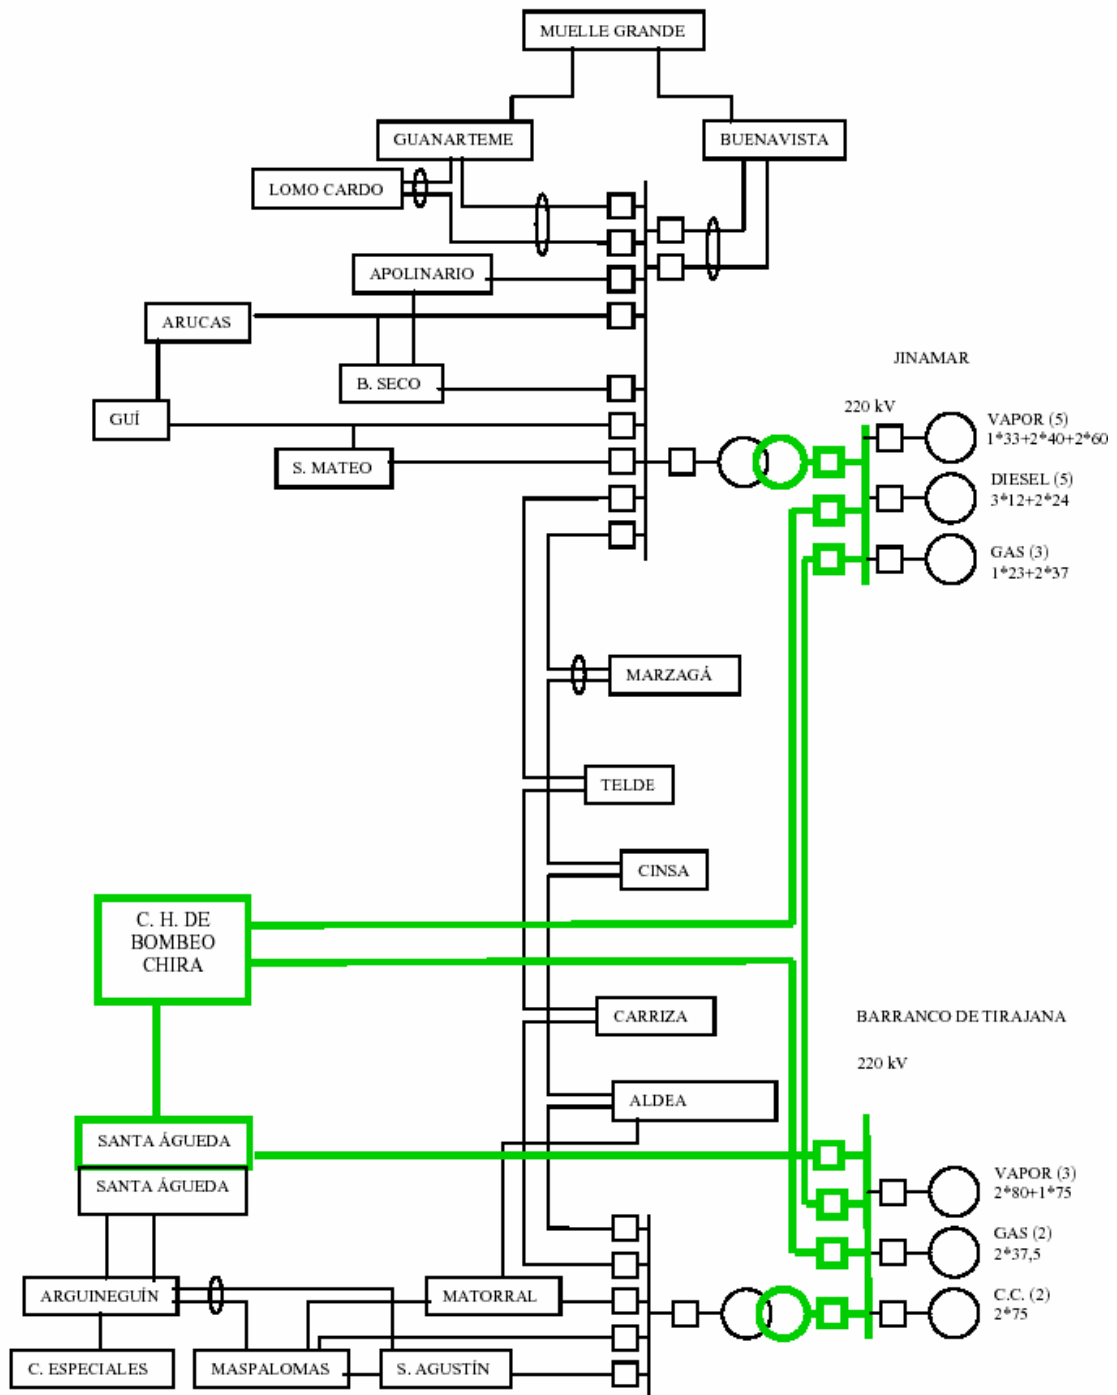 MUELLE GRANDE
GUANARTEME
BUENAVISTA
LOMO CARDO
APOLINARIO
ARUCAS
JINAMAR
B. SECO
GUÍ
220 kV
VAPOR (5)
1*33+2*40+2*60
S. MATEO
DIESEL (5)
3*12+2*24
GAS (3)
1*23+2*37
MARZAGÁ
TELDE
CINSA
C. H. DE
BOMBEO
CHIRA
CARRIZA
BARRANCO DE TIRAJANA
220 kV
ALDEA
SANTA ÁGUEDA
SANTA ÁGUEDA
VAPOR (3)
2*80+1*75
GAS (2)
2*37,5
ARGUINEGUÍN
MATORRAL
C.C. (2)
2*75
C. ESPECIALES
MASPALOMAS
S. AGUSTÍN